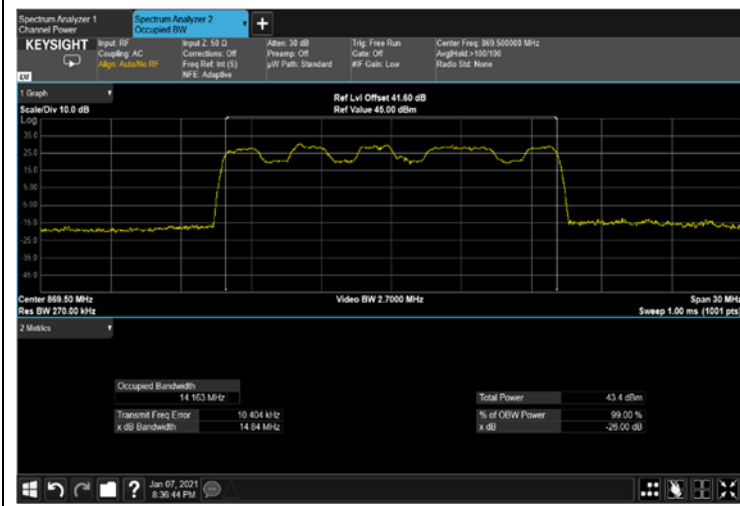 Spectrum Analyzer 1
Channel Power
Spectrum Analyzer 2
Occupied BW
KEYSIGHT
Input: RF
Coupling: AC
Align: Auto/No RF
Input Z: 50 Ω
Corrections: Off
Freq Ref: Int (S)
NFE: Adaptive
Atten: 30 dB
Preamp: Off
µW Path: Standard
Trig: Free Run
Gate: Off
#IF Gain: Low
Center Freq: 869.500000 MHz
Avg|Hold:>100/100
Radio Std: None
1 Graph
Scale/Div 10.0 dB
Ref Lvl Offset 41.60 dB
Ref Value 45.00 dBm
Log
35.0
25.0
15.0
5.00
-5.00
-15.0
-25.0
-35.0
-45.0
Center 869.50 MHz
Res BW 270.00 kHz
Video BW 2.7000 MHz
Span 30 MHz
Sweep 1.00 ms (1001 pts)
2 Metrics
Occupied Bandwidth
14.163 MHz
Transmit Freq Error 10.404 kHz
x dB Bandwidth 14.84 MHz
Total Power 43.4 dBm
% of OBW Power 99.00 %
x dB -26.00 dB
?
Jan 07, 2021
8:36:44 PM